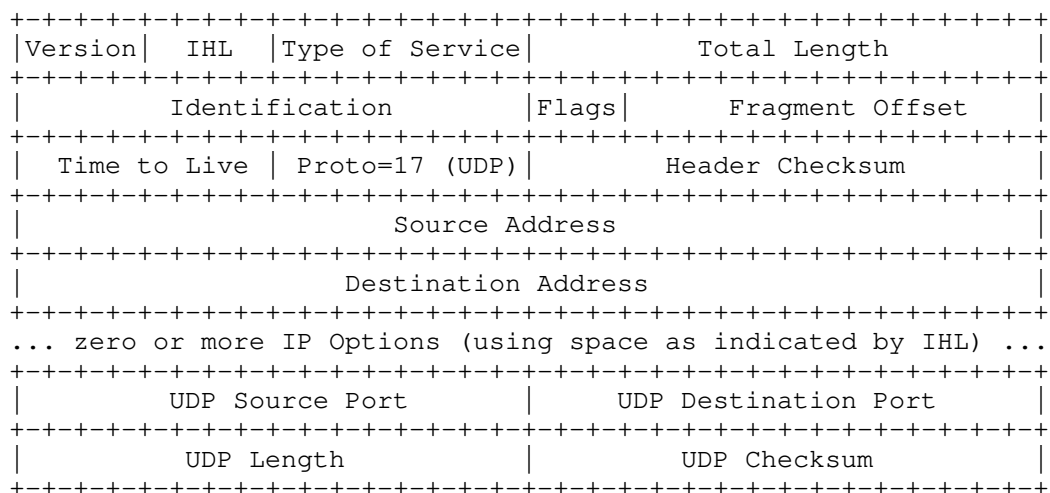 +-+-+-+-+-+-+-+-+-+-+-+-+-+-+-+-+-+-+-+-+-+-+-+-+-+-+-+-+-+-+-+-+
|Version|  IHL  |Type of Service|          Total Length         |
+-+-+-+-+-+-+-+-+-+-+-+-+-+-+-+-+-+-+-+-+-+-+-+-+-+-+-+-+-+-+-+-+
|         Identification        |Flags|      Fragment Offset    |
+-+-+-+-+-+-+-+-+-+-+-+-+-+-+-+-+-+-+-+-+-+-+-+-+-+-+-+-+-+-+-+-+
|  Time to Live | Proto=17 (UDP)|        Header Checksum        |
+-+-+-+-+-+-+-+-+-+-+-+-+-+-+-+-+-+-+-+-+-+-+-+-+-+-+-+-+-+-+-+-+
|                       Source Address                          |
+-+-+-+-+-+-+-+-+-+-+-+-+-+-+-+-+-+-+-+-+-+-+-+-+-+-+-+-+-+-+-+-+
|                    Destination Address                        |
+-+-+-+-+-+-+-+-+-+-+-+-+-+-+-+-+-+-+-+-+-+-+-+-+-+-+-+-+-+-+-+-+
... zero or more IP Options (using space as indicated by IHL) ...
+-+-+-+-+-+-+-+-+-+-+-+-+-+-+-+-+-+-+-+-+-+-+-+-+-+-+-+-+-+-+-+-+
|         UDP Source Port       |     UDP Destination Port      |
+-+-+-+-+-+-+-+-+-+-+-+-+-+-+-+-+-+-+-+-+-+-+-+-+-+-+-+-+-+-+-+-+
|          UDP Length           |         UDP Checksum          |
+-+-+-+-+-+-+-+-+-+-+-+-+-+-+-+-+-+-+-+-+-+-+-+-+-+-+-+-+-+-+-+-+